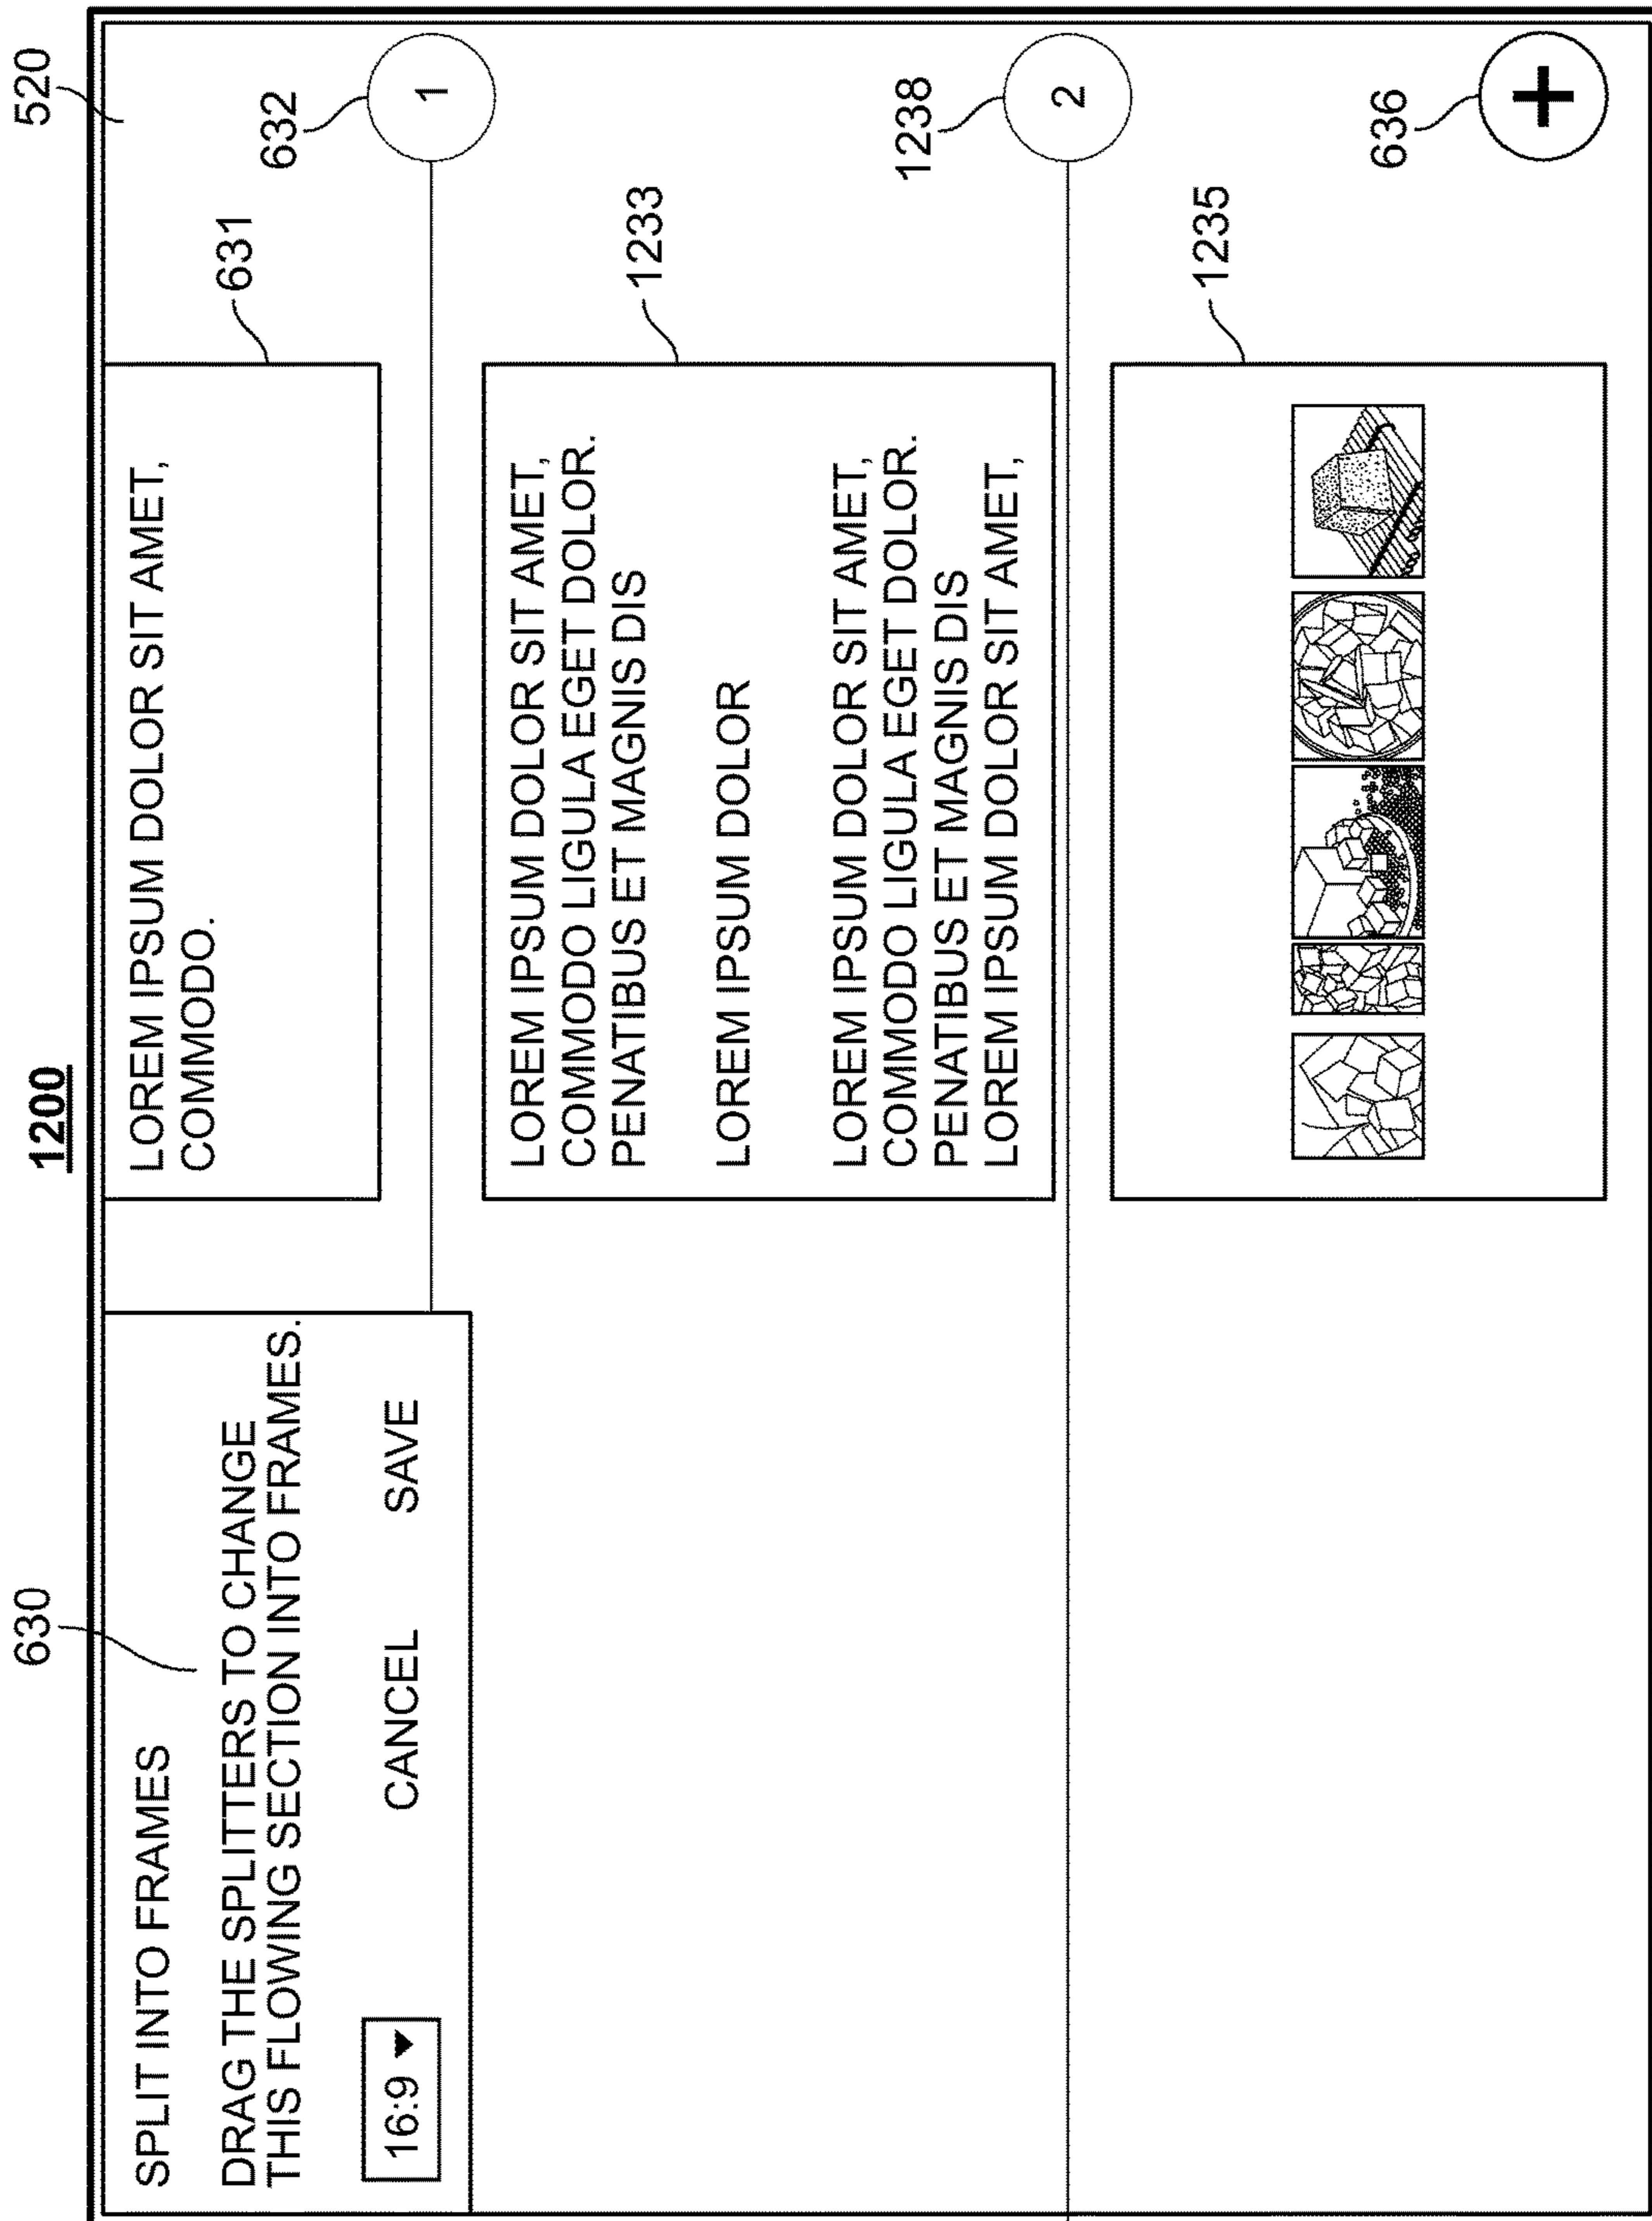 1200
630
520
SPLIT INTO FRAMES
DRAG THE SPLITTERS TO CHANGE
THIS FLOWING SECTION INTO FRAMES.
16:9
CANCEL
SAVE
LOREM IPSUM DOLOR SIT AMET,
COMMODO.
631
632
1
LOREM IPSUM DOLOR SIT AMET,
COMMODO LIGULA EGET DOLOR.
PENATIBUS ET MAGNIS DIS
LOREM IPSUM DOLOR
LOREM IPSUM DOLOR SIT AMET,
COMMODO LIGULA EGET DOLOR.
PENATIBUS ET MAGNIS DIS
LOREM IPSUM DOLOR SIT AMET,
1233
1238
2
1235
636
+